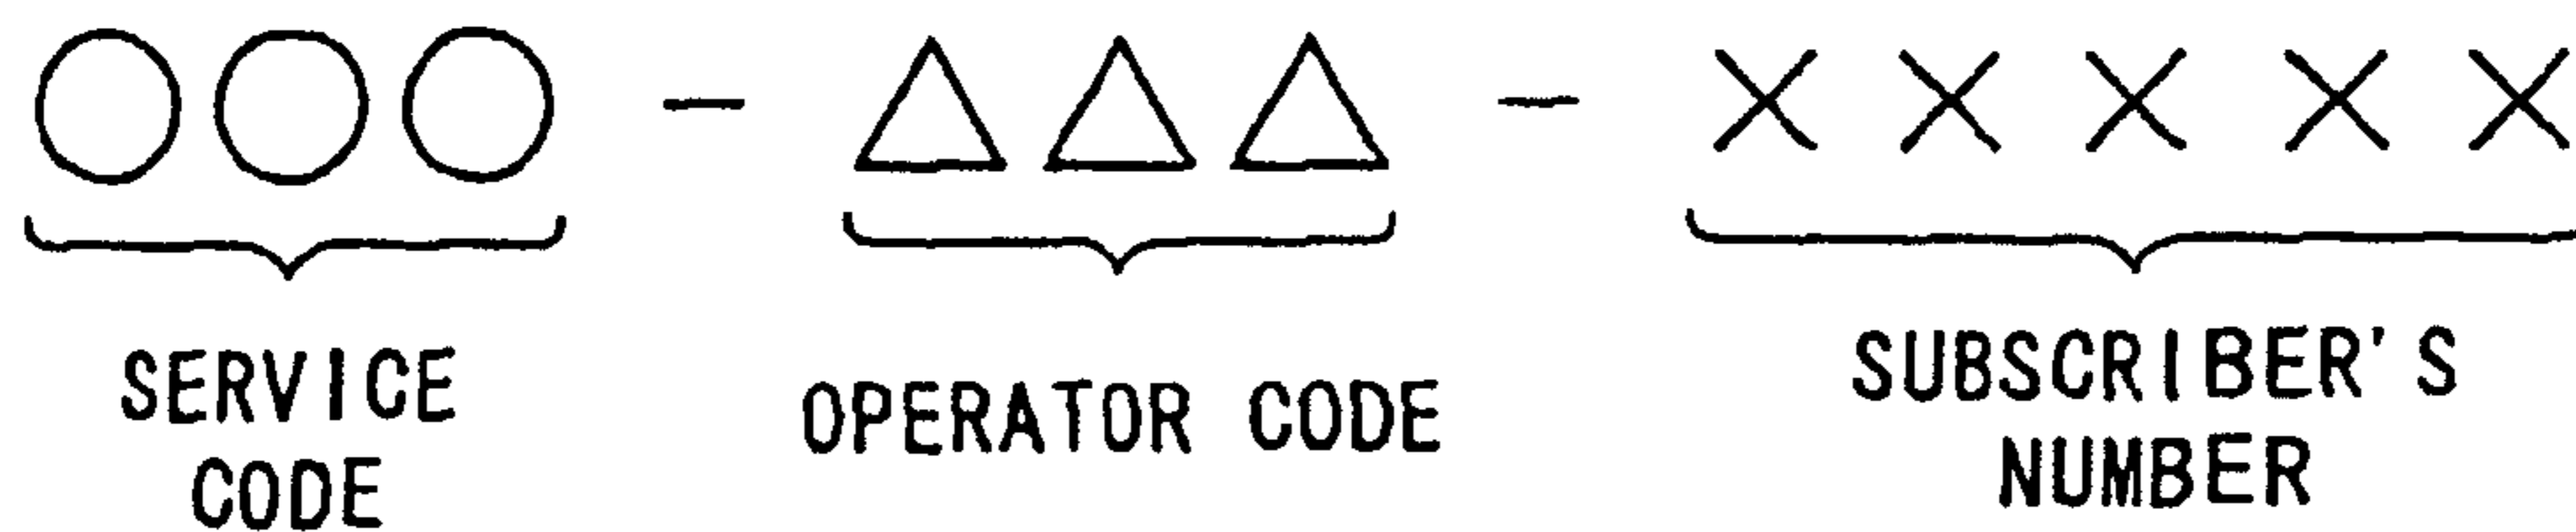 ○○○ - △△△ - ×××××
SERVICE
CODE
OPERATOR CODE
SUBSCRIBER'S
NUMBER